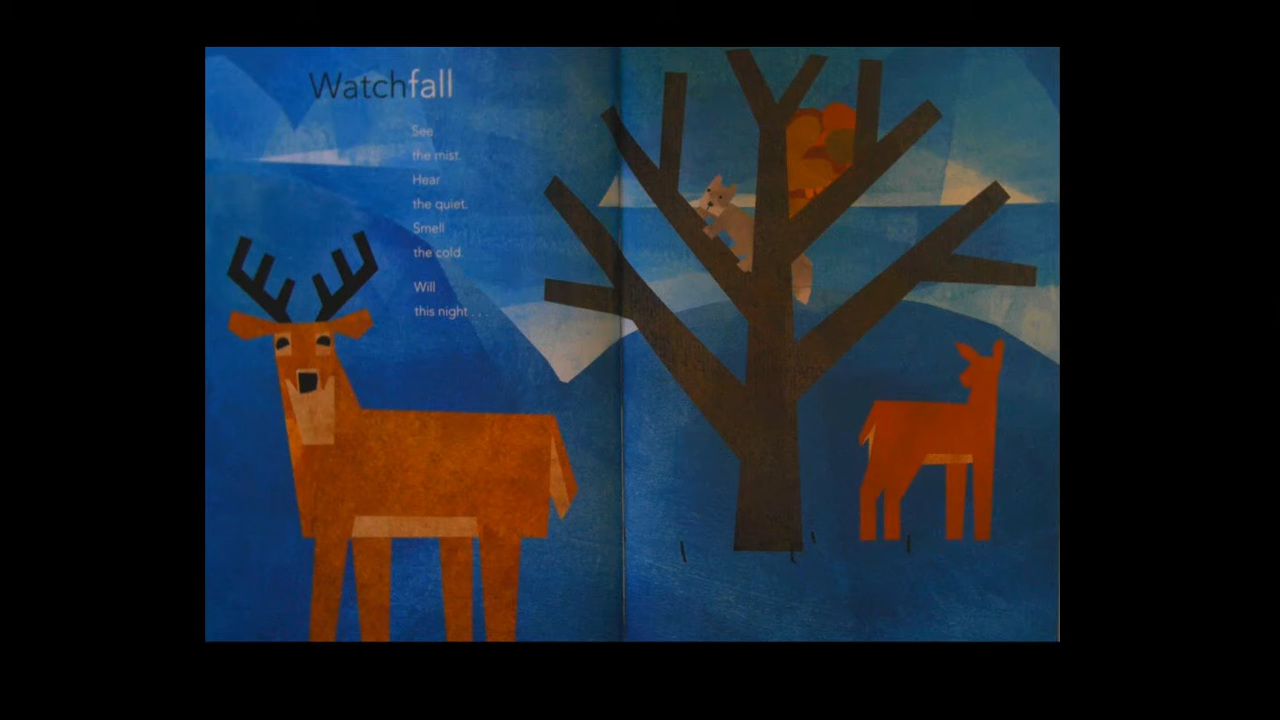 Watchfall
See
the mist.
Hear
the quiet.
Smell
the cold.
Will
this night . . .